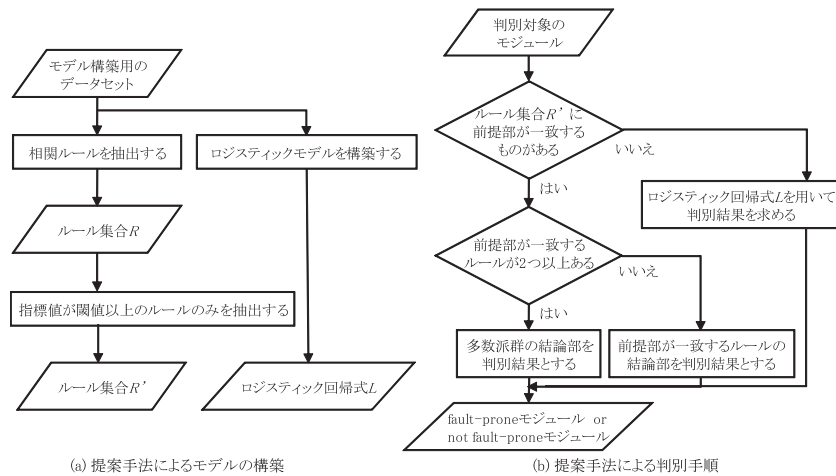 モデル構築用の
データセット
相関ルールを抽出する
ロジスティックモデルを構築する
ルール集合R
指標値が閾値以上のルールのみを抽出する
ルール集合R’
ロジスティック回帰式L
(a) 提案手法によるモデルの構築
判別対象の
モジュール
ルール集合R’に
前提部が一致する
ものがある
いいえ
はい
ロジスティック回帰式Lを用いて
判別結果を求める
前提部が一致する
ルールが2つ以上ある
いいえ
はい
多数派群の結論部を
判別結果とする
前提部が一致するルールの
結論部を判別結果とする
fault-proneモジュール or
not fault-proneモジュール
(b) 提案手法による判別手順